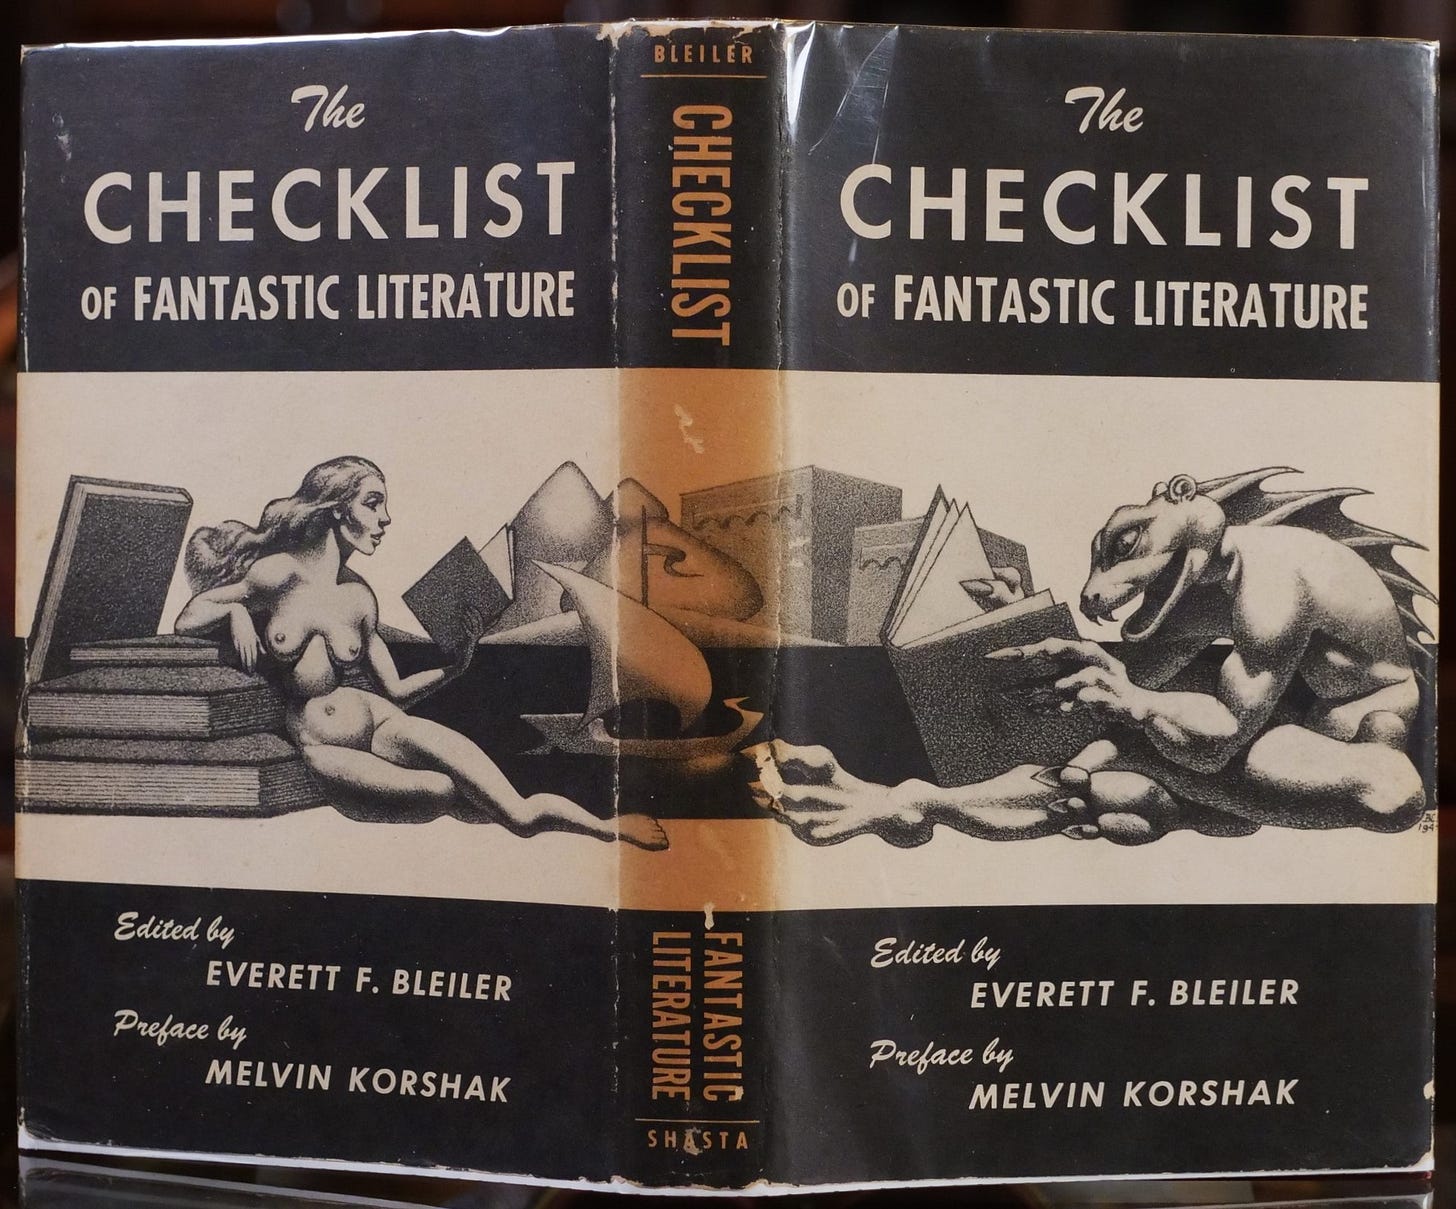 The
CHECKLIST
OF FANTASTIC LITERATURE
Edited by
EVERETT F. BLEILER
Preface by
MELVIN KORSHAK
BLEILER
CHECKLIST
FANTASTIC
LITERATURE
SHASTA
The
CHECKLIST
OF FANTASTIC LITERATURE
Edited by
EVERETT F. BLEILER
Preface by
MELVIN KORSHAK